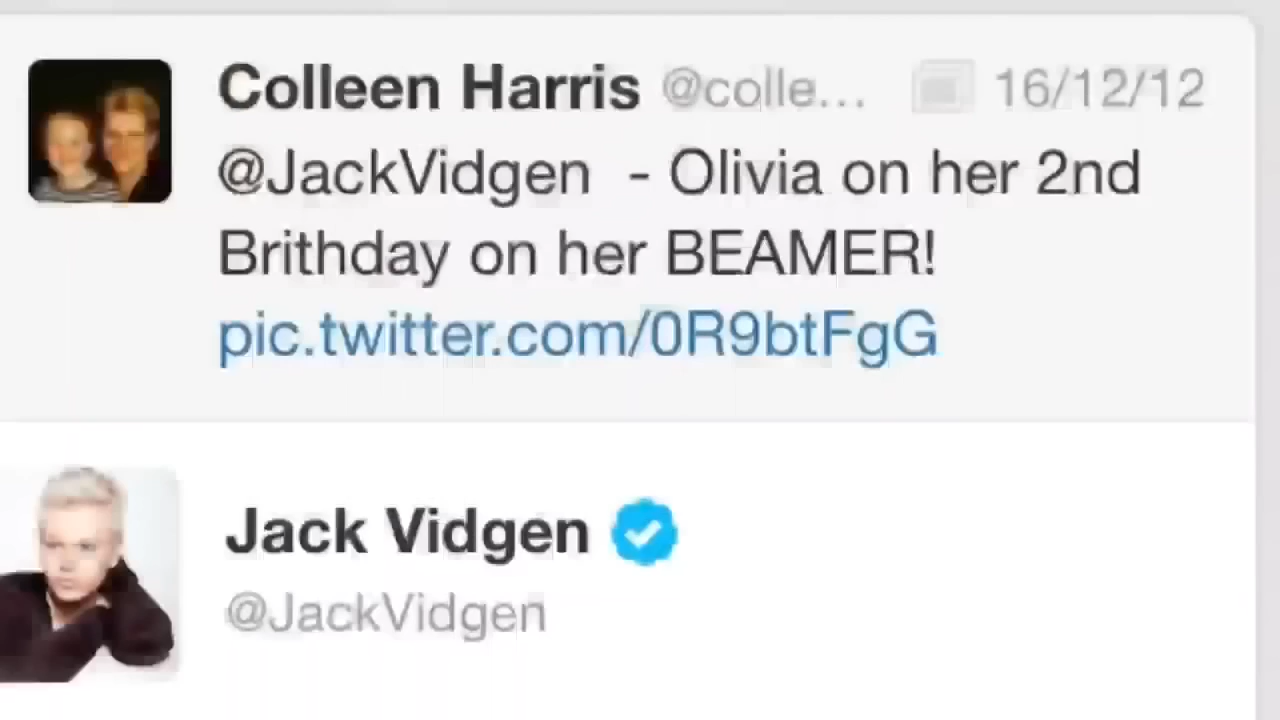 Colleen Harris @colle... 16/12/12
@JackVidgen - Olivia on her 2nd
Brithday on her BEAMER!
pic.twitter.com/0R9btFgG
Jack Vidgen
@JackVidgen